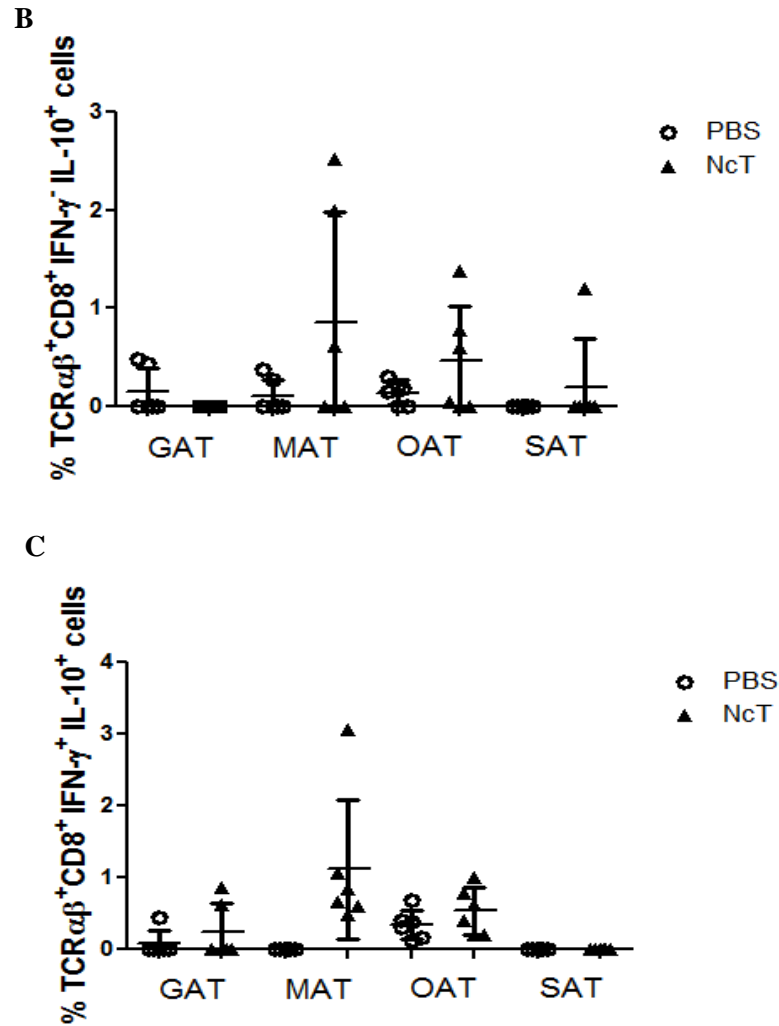 B
% TCRαβ⁺CD8⁺ IFN-γ⁻ IL-10⁺ cells
3
2
1
0
PBS
NcT
GAT MAT OAT SAT
C
% TCRαβ⁺CD8⁺ IFN-γ⁺ IL-10⁺ cells
4
3
2
1
0
PBS
NcT
GAT MAT OAT SAT